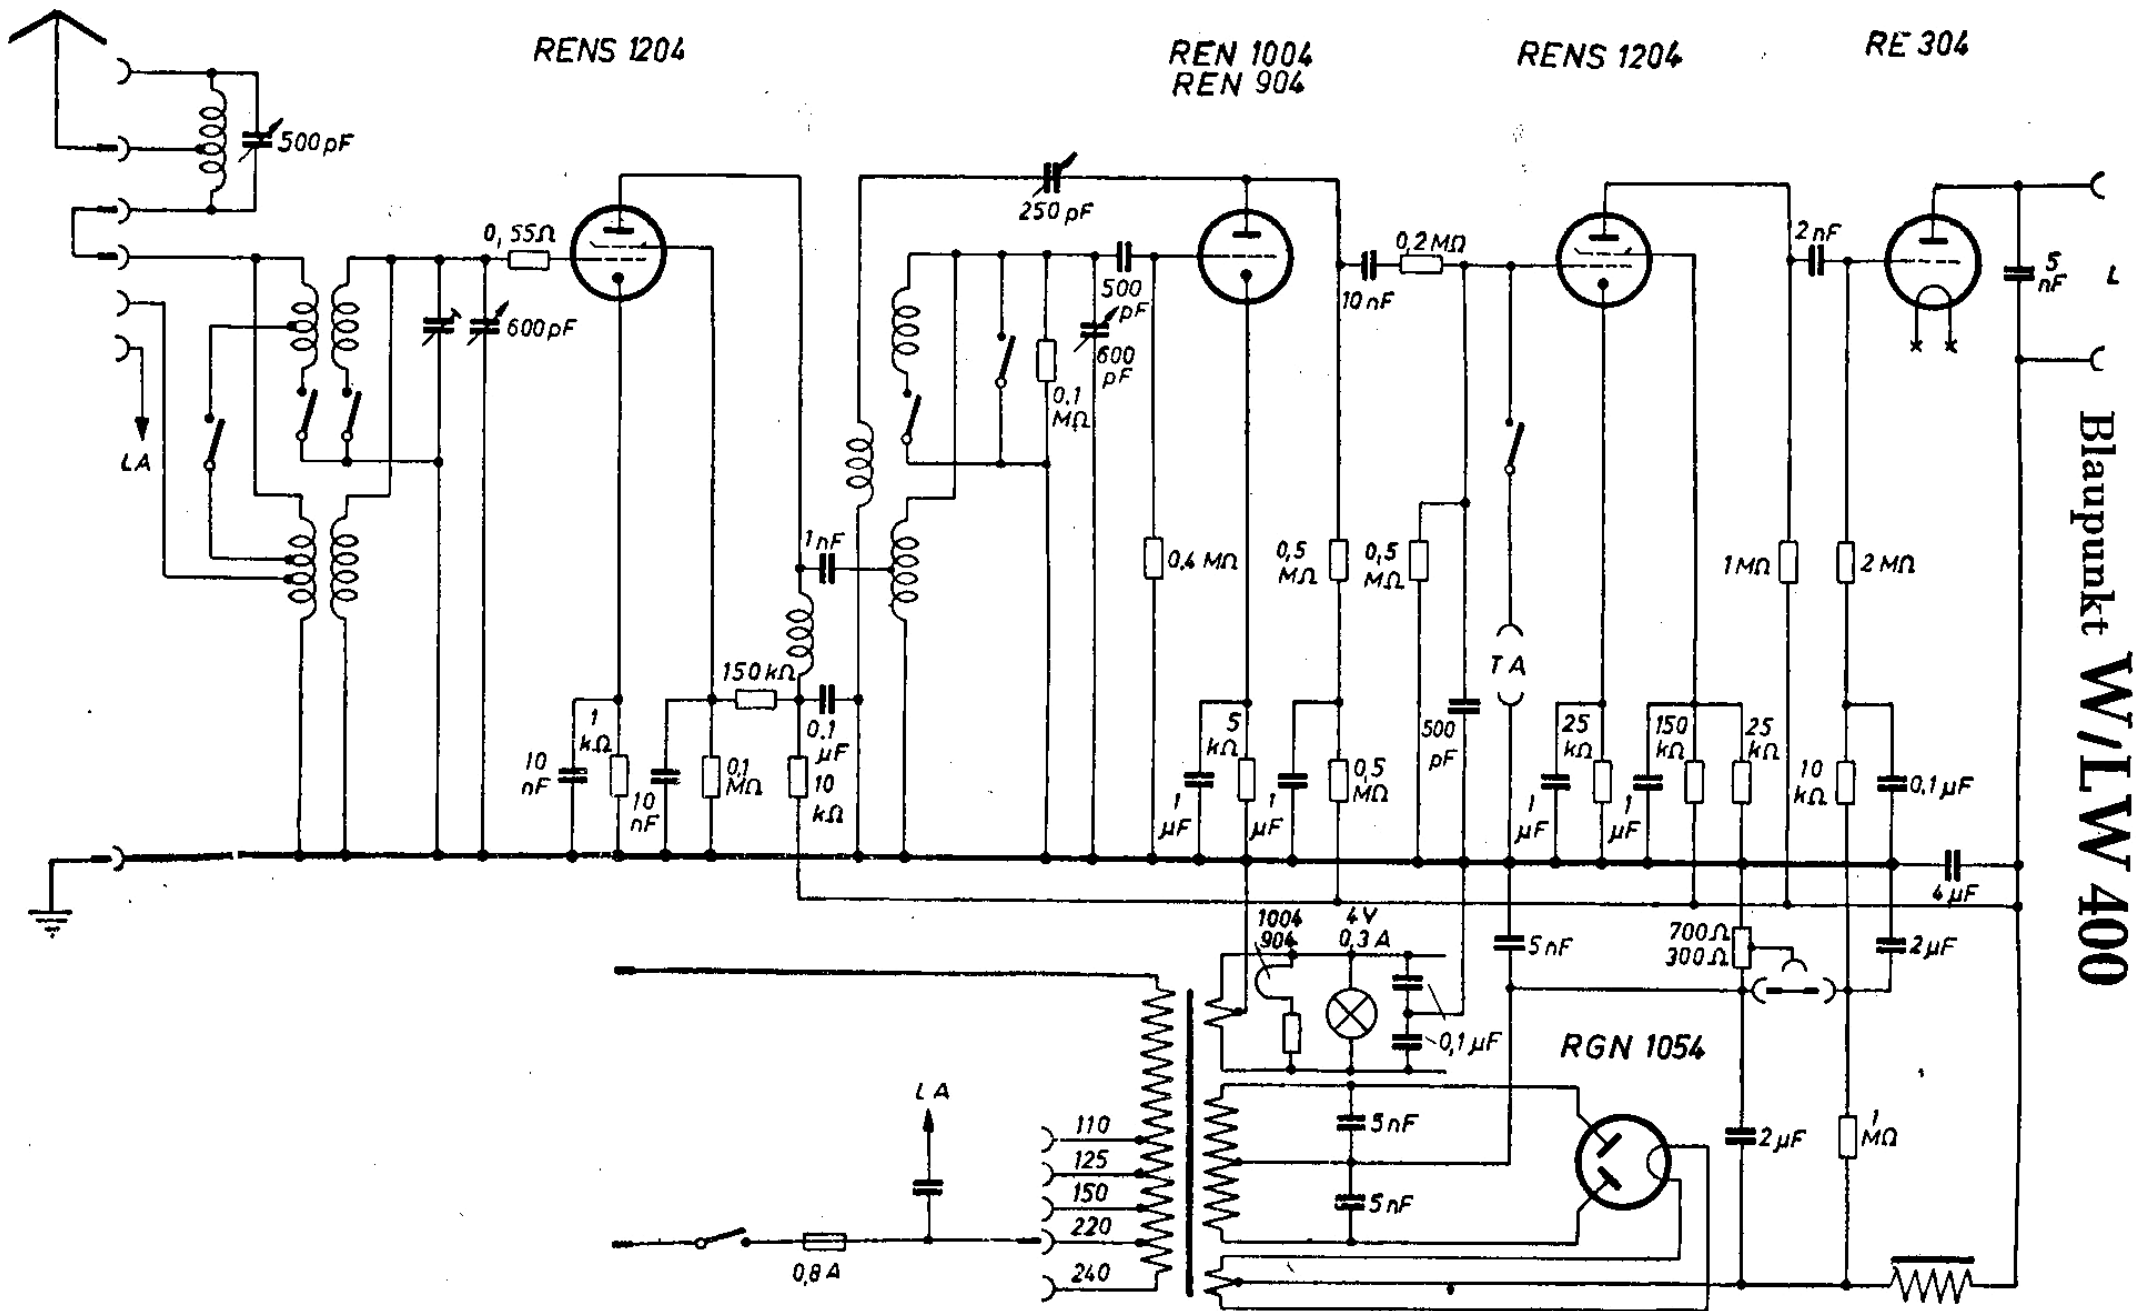 RENS 1204
REN 1004
REN 904
RENS 1204
RE 304
500 pF
0,55Ω
600 pF
LA
250 pF
500
pF
600
pF
0,1
MΩ
10 nF
0,2 MΩ
2 nF
5
nF
L
1 nF
0,4 MΩ
0,5
MΩ
0,5
MΩ
1 MΩ
2 MΩ
TA
150 kΩ
1
kΩ
10
nF
10
nF
0,1
MΩ
0,1
µF
10
kΩ
5
kΩ
1
µF
1
µF
0,5
MΩ
500
pF
25
kΩ
1
µF
150
kΩ
1
µF
25
kΩ
10
kΩ
0,1 µF
4 µF
1004
904
4V
0,3 A
5 nF
700Ω
300Ω
2 µF
0,1 µF
RGN 1054
LA
110
125
150
220
240
0,8 A
5 nF
5 nF
2 µF
1
MΩ
Blaupunkt W/LW 400